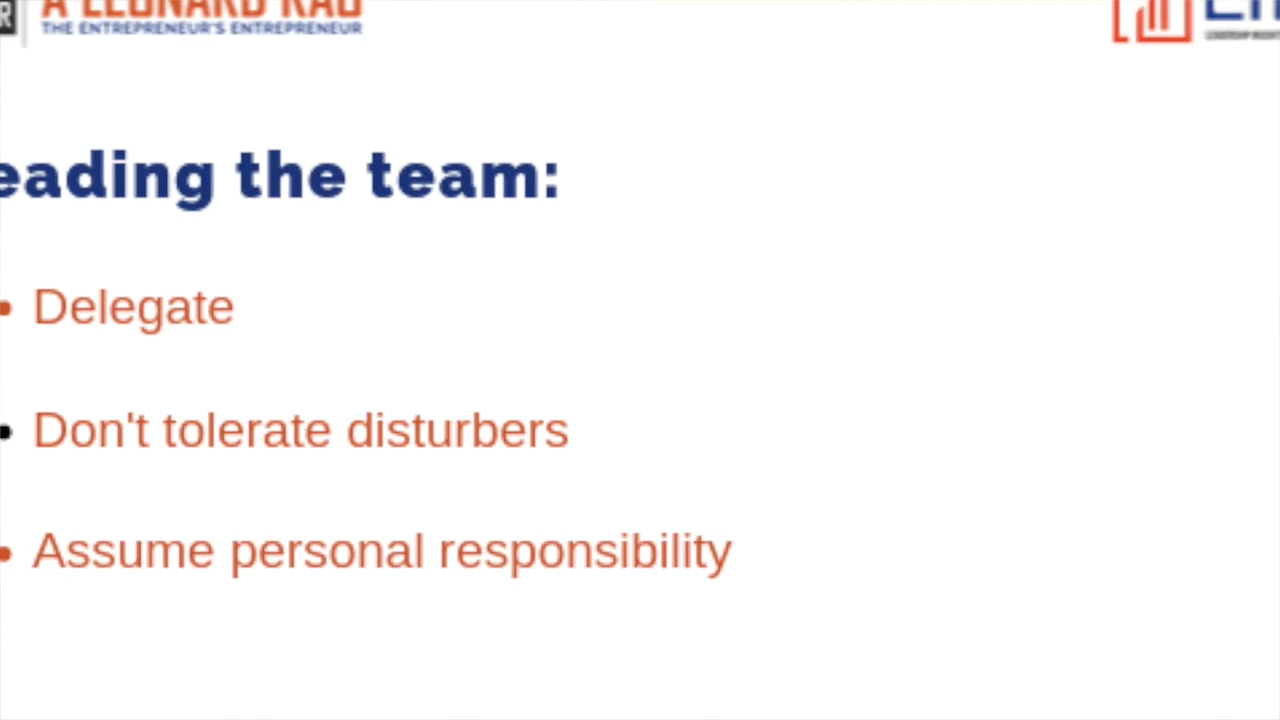 A LEONARD RAO
THE ENTREPRENEUR'S ENTREPRENEUR
eading the team:
• Delegate
• Don't tolerate disturbers
• Assume personal responsibility